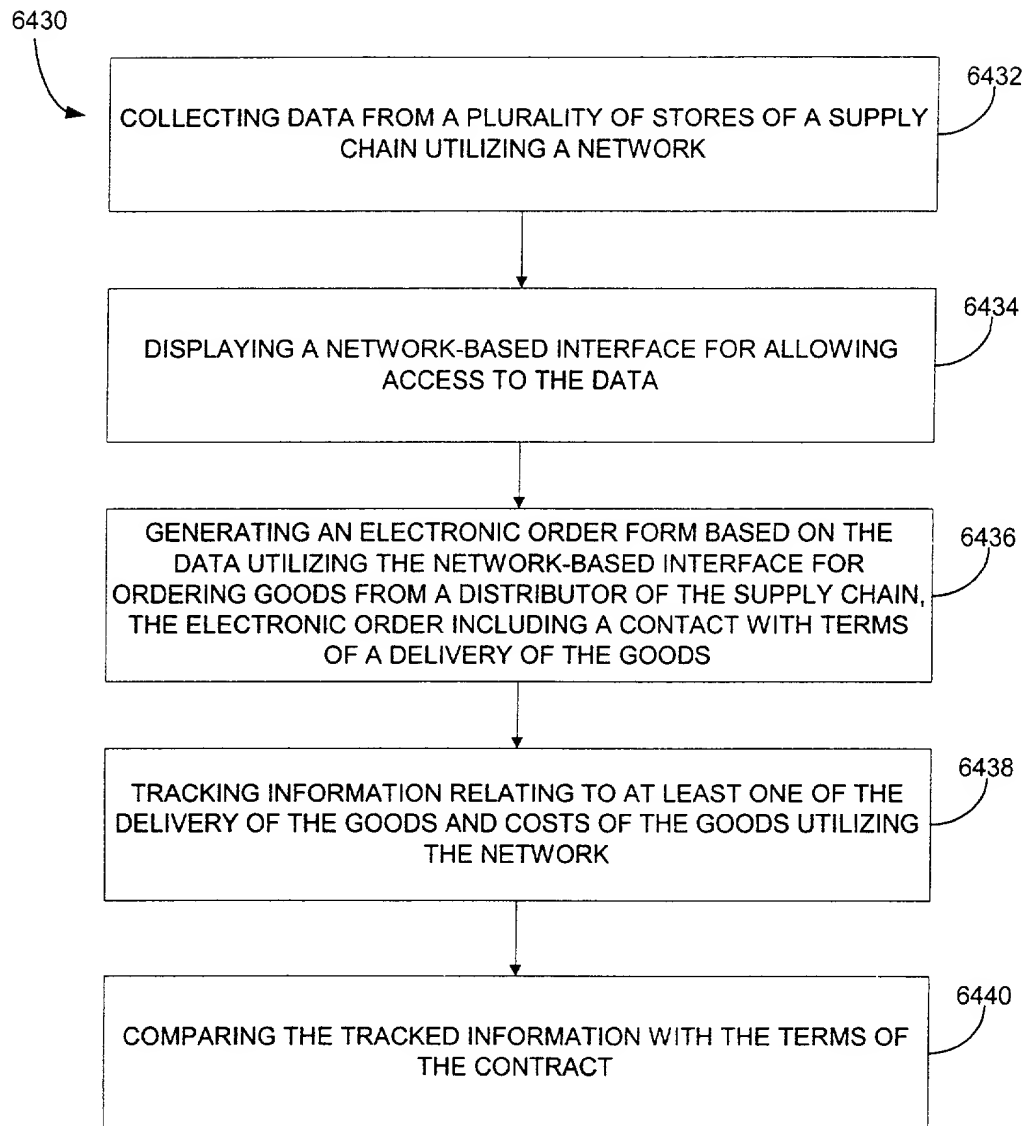 6430
6432
COLLECTING DATA FROM A PLURALITY OF STORES OF A SUPPLY
CHAIN UTILIZING A NETWORK
6434
DISPLAYING A NETWORK-BASED INTERFACE FOR ALLOWING
ACCESS TO THE DATA
6436
GENERATING AN ELECTRONIC ORDER FORM BASED ON THE
DATA UTILIZING THE NETWORK-BASED INTERFACE FOR
ORDERING GOODS FROM A DISTRIBUTOR OF THE SUPPLY CHAIN,
THE ELECTRONIC ORDER INCLUDING A CONTACT WITH TERMS
OF A DELIVERY OF THE GOODS
6438
TRACKING INFORMATION RELATING TO AT LEAST ONE OF THE
DELIVERY OF THE GOODS AND COSTS OF THE GOODS UTILIZING
THE NETWORK
6440
COMPARING THE TRACKED INFORMATION WITH THE TERMS OF
THE CONTRACT